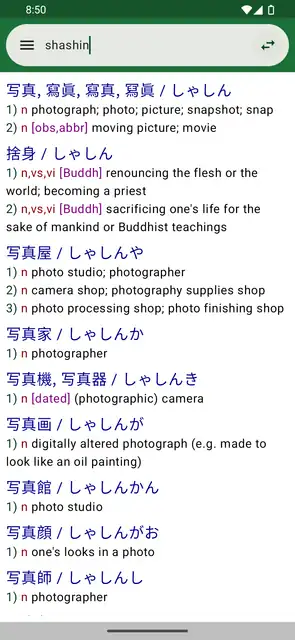 8:50
shashin
写真, 寫眞, 寫真, 冩眞 / しゃしん
1) n photograph; photo; picture; snapshot; snap
2) n [obs,abbr] moving picture; movie
捨身 / しゃしん
1) n,vs,vi [Buddh] renouncing the flesh or the
world; becoming a priest
2) n,vs,vi [Buddh] sacrificing one's life for the
sake of mankind or Buddhist teachings
写真屋 / しゃしんや
1) n photo studio; photographer
2) n camera shop; photography supplies shop
3) n photo processing shop; photo finishing shop
写真家 / しゃしんか
1) n photographer
写真機, 写真器 / しゃしんき
1) n [dated] (photographic) camera
写真画 / しゃしんが
1) n digitally altered photograph (e.g. made to
look like an oil painting)
写真館 / しゃしんかん
1) n photo studio
写真顔 / しゃしんがお
1) n one's looks in a photo
写真師 / しゃしんし
1) n photographer